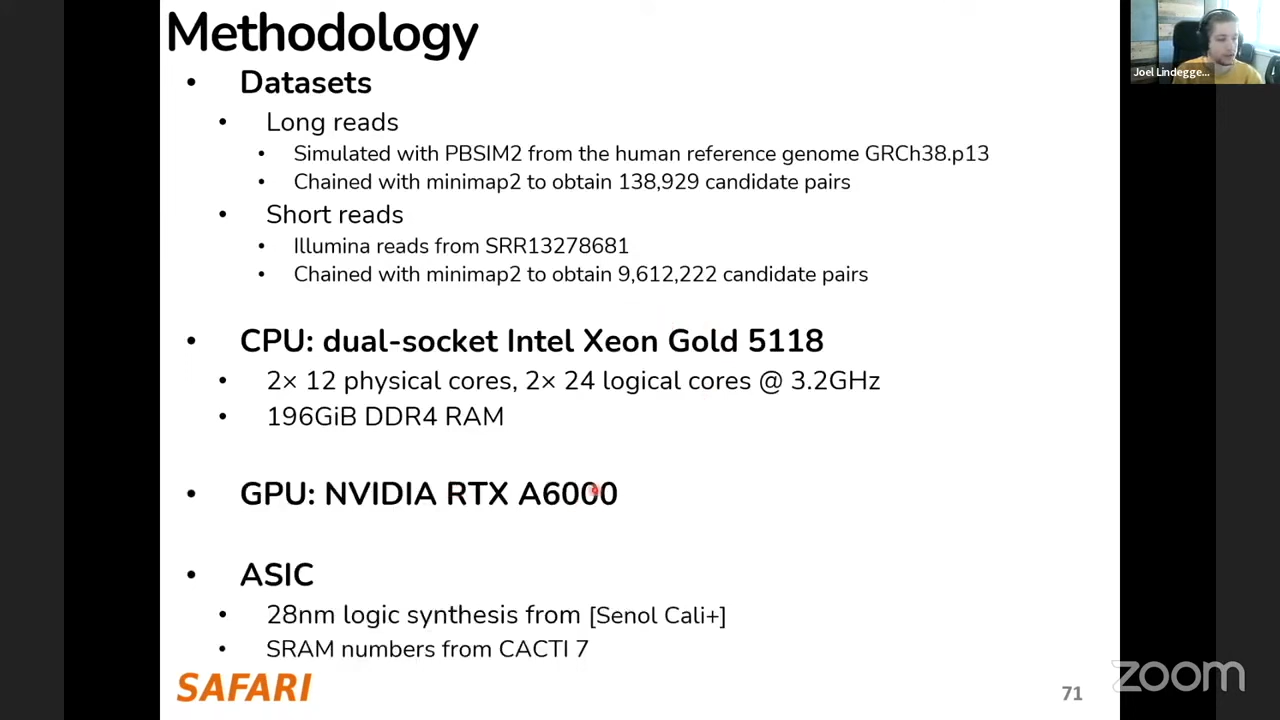 Methodology
• Datasets
• Long reads
• Simulated with PBSIM2 from the human reference genome GRCh38.p13
• Chained with minimap2 to obtain 138,929 candidate pairs
• Short reads
• Illumina reads from SRR13278681
• Chained with minimap2 to obtain 9,612,222 candidate pairs
• CPU: dual-socket Intel Xeon Gold 5118
• 2× 12 physical cores, 2× 24 logical cores @ 3.2GHz
• 196GiB DDR4 RAM
• GPU: NVIDIA RTX A6000
• ASIC
• 28nm logic synthesis from [Senol Cali+]
• SRAM numbers from CACTI 7
SAFARI
71
zoom
Joel Lindegge...